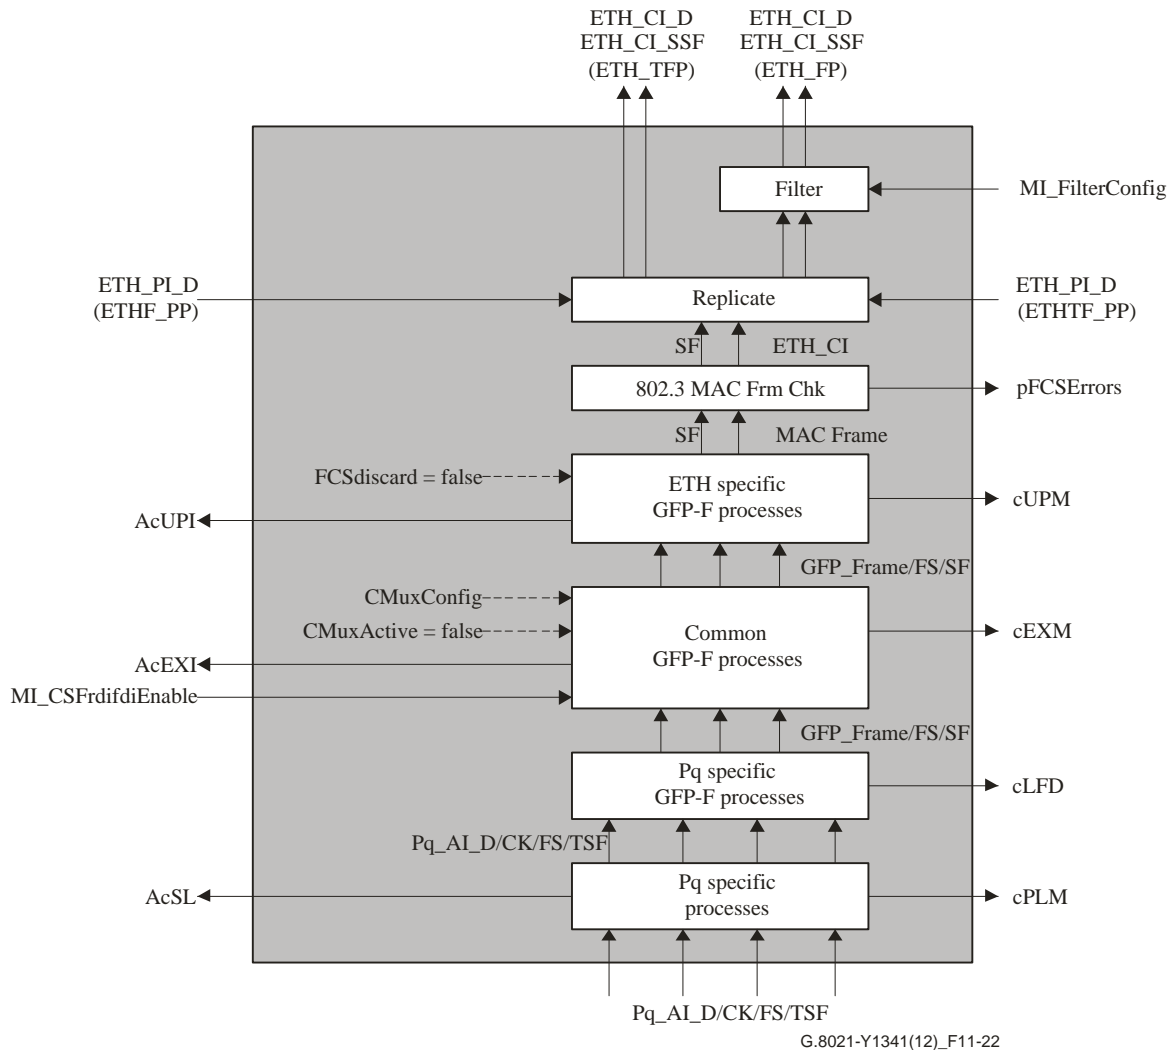 ETH_CI_D
ETH_CI_SSF
(ETH_TFP)
ETH_CI_D
ETH_CI_SSF
(ETH_FP)
Filter
MI_FilterConfig
ETH_PI_D
(ETHF_PP)
Replicate
ETH_PI_D
(ETHTF_PP)
SF
ETH_CI
802.3 MAC Frm Chk
pFCSErrors
SF
MAC Frame
FCSdiscard = false
ETH specific
GFP-F processes
cUPM
AcUPI
GFP_Frame/FS/SF
CMuxConfig
CMuxActive = false
Common
GFP-F processes
cEXM
AcEXI
MI_CSFrdifdiEnable
GFP_Frame/FS/SF
Pq specific
GFP-F processes
cLFD
Pq_AI_D/CK/FS/TSF
AcSL
Pq specific
processes
cPLM
Pq_AI_D/CK/FS/TSF
G.8021-Y1341(12)_F11-22